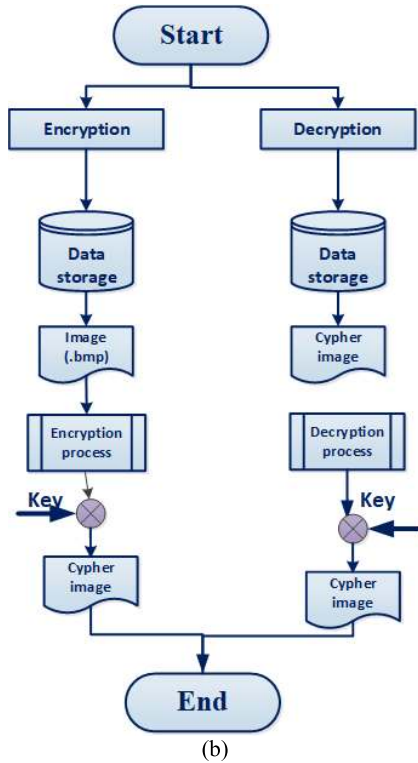 Start
Encryption
Decryption
Data
storage
Data
storage
Image
(.bmp)
Cypher
image
Encryption
process
Decryption
process
Key
Key
Cypher
image
Cypher
image
End
(b)